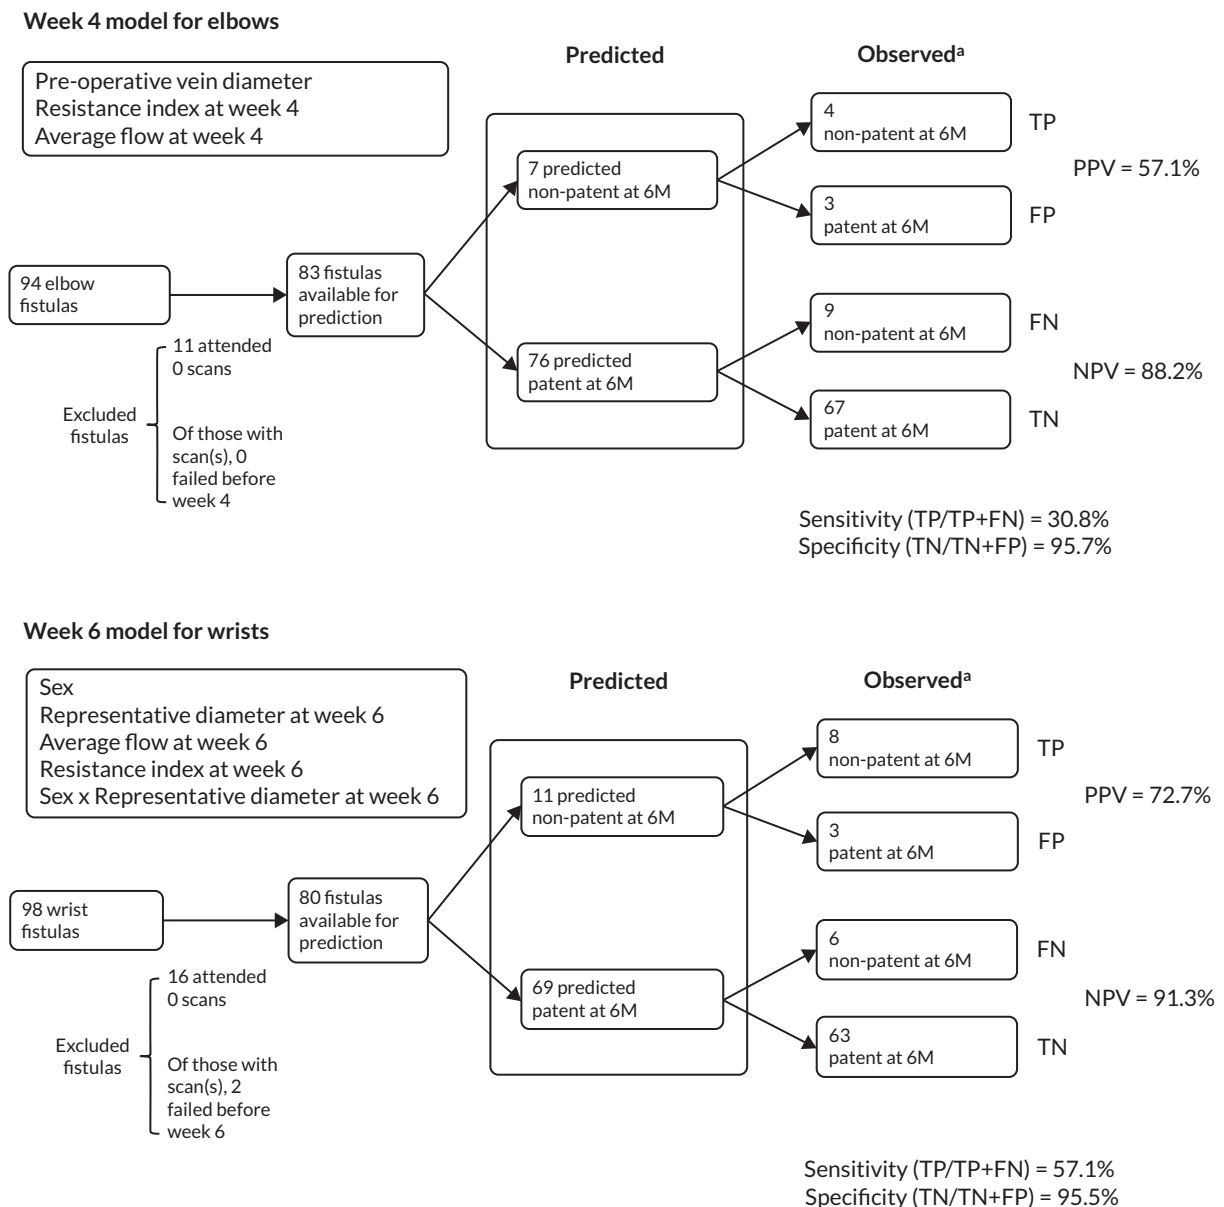 Week 4 model for elbows
Pre-operative vein diameter
Resistance index at week 4
Average flow at week 4
Predicted
Observedᵃ
94 elbow
fistulas
11 attended
0 scans
Excluded
fistulas
Of those with
scan(s), 0
failed before
week 4
83 fistulas
available for
prediction
7 predicted
non-patent at 6M
76 predicted
patent at 6M
4
non-patent at 6M
TP
PPV = 57.1%
3
patent at 6M
FP
9
non-patent at 6M
FN
NPV = 88.2%
67
patent at 6M
TN
Sensitivity (TP/TP+FN) = 30.8%
Specificity (TN/TN+FP) = 95.7%
Week 6 model for wrists
Sex
Representative diameter at week 6
Average flow at week 6
Resistance index at week 6
Sex x Representative diameter at week 6
Predicted
Observedᵃ
98 wrist
fistulas
16 attended
0 scans
Excluded
fistulas
Of those with
scan(s), 2
failed before
week 6
80 fistulas
available for
prediction
11 predicted
non-patent at 6M
69 predicted
patent at 6M
8
non-patent at 6M
TP
PPV = 72.7%
3
patent at 6M
FP
6
non-patent at 6M
FN
NPV = 91.3%
63
patent at 6M
TN
Sensitivity (TP/TP+FN) = 57.1%
Specificity (TN/TN+FP) = 95.5%